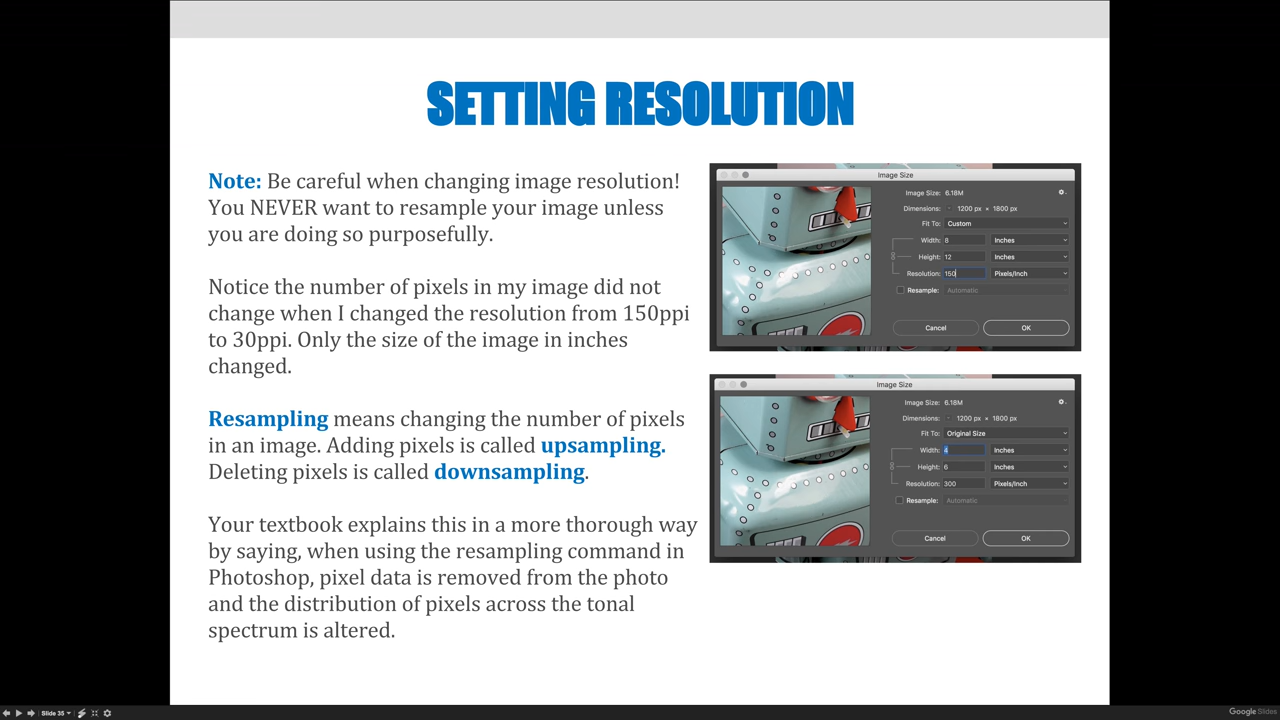 SETTING RESOLUTION
Note: Be careful when changing image resolution!
You NEVER want to resample your image unless
you are doing so purposefully.
Notice the number of pixels in my image did not
change when I changed the resolution from 150ppi
to 30ppi. Only the size of the image in inches
changed.
Resampling means changing the number of pixels
in an image. Adding pixels is called upsampling.
Deleting pixels is called downsampling.
Your textbook explains this in a more thorough way
by saying, when using the resampling command in
Photoshop, pixel data is removed from the photo
and the distribution of pixels across the tonal
spectrum is altered.
Image Size
Image Size: 6.18M
Dimensions: 1200 px × 1800 px
Fit To: Custom
Width: 8 Inches
Height: 12 Inches
Resolution: 150 Pixels/Inch
Resample: Automatic
Cancel OK
Image Size
Image Size: 6.18M
Dimensions: 1200 px × 1800 px
Fit To: Original Size
Width: 4 Inches
Height: 6 Inches
Resolution: 300 Pixels/Inch
Resample: Automatic
Cancel OK
Slide 35
Google Slides